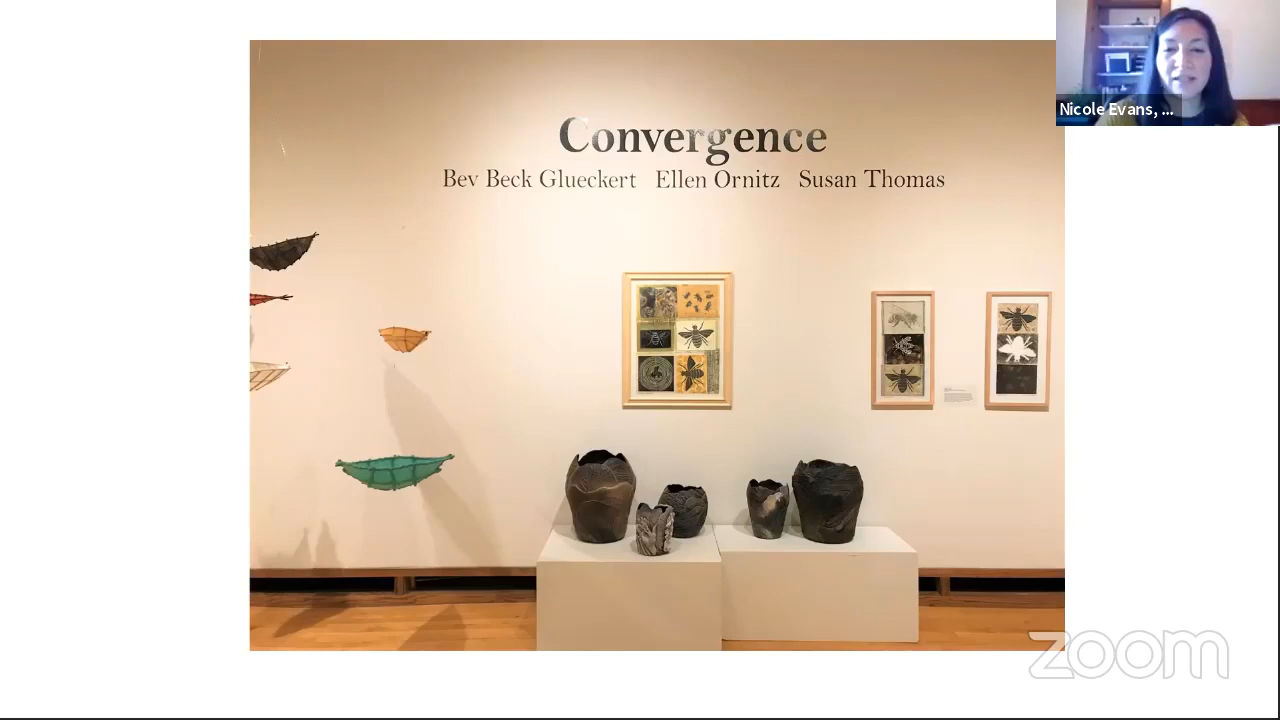 Nicole Evans, ...
Convergence
Bev Beck Glueckert Ellen Ornitz Susan Thomas
zoom